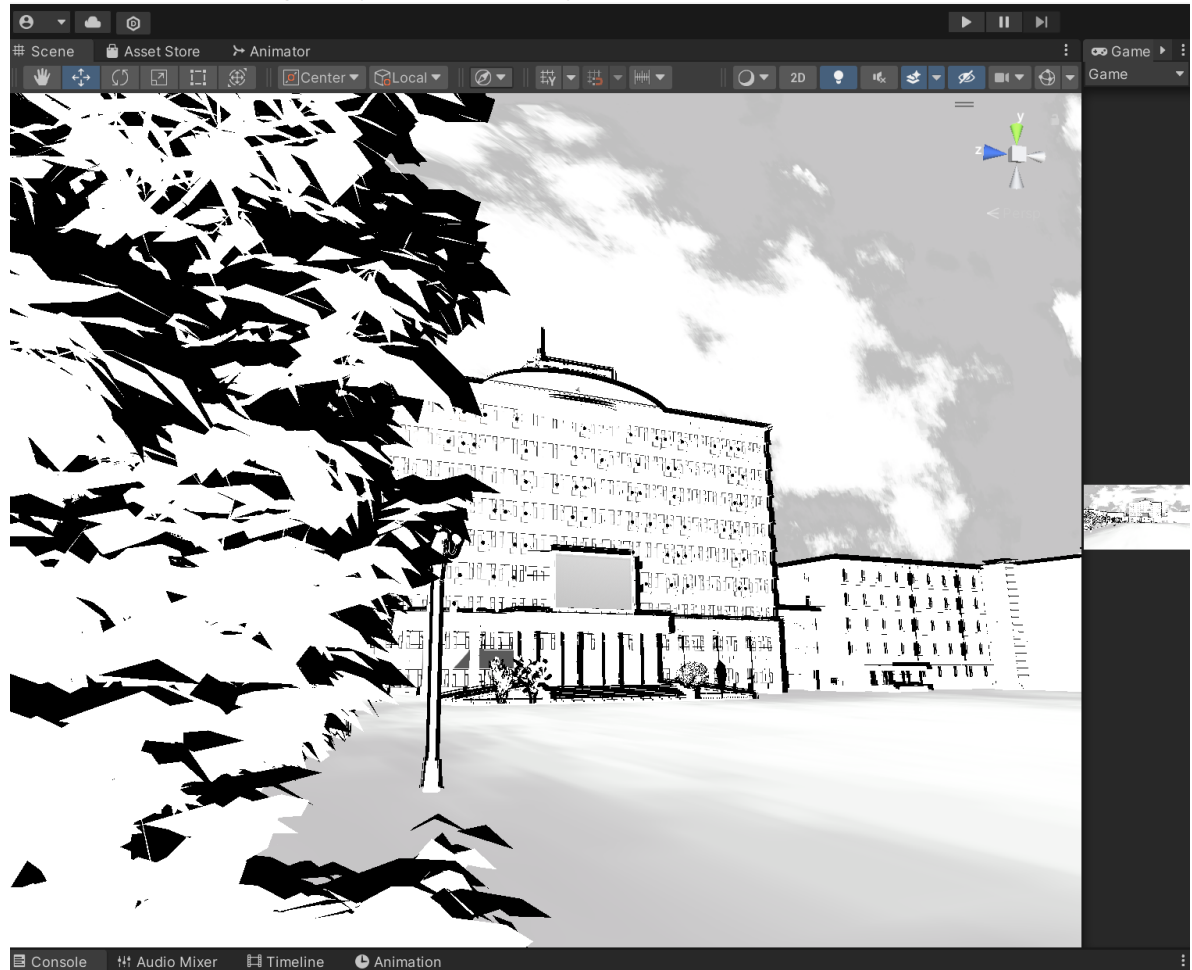 Scene Asset Store Animator Game
Center Local 2D Game
y
z
Console Audio Mixer Timeline Animation